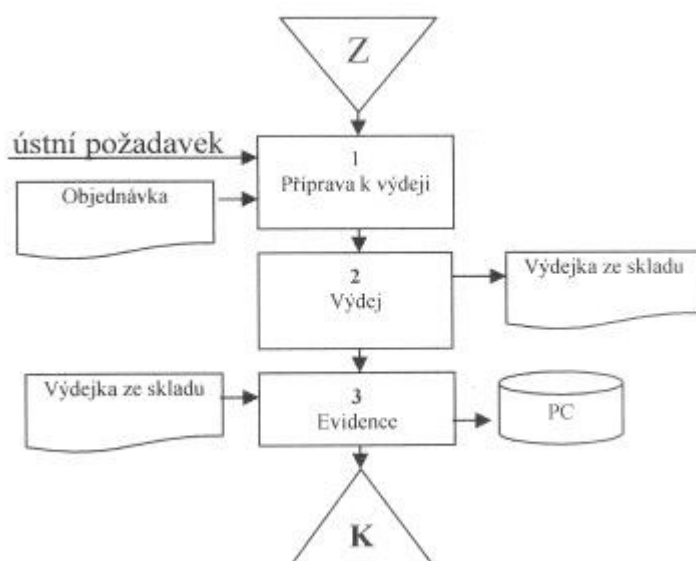 Z
ústní požadavek
1
Příprava k výdeji
Objednávka
2
Výdej
Výdejka ze skladu
Výdejka ze skladu
3
Evidence
PC
K